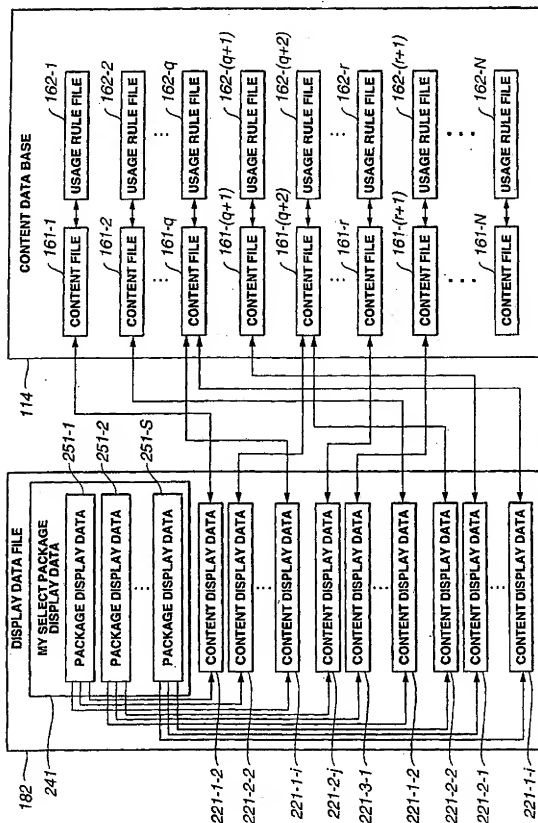 DISPLAY DATA FILE
MY SELECT PACKAGE
DISPLAY DATA
182
241
PACKAGE DISPLAY DATA
251-1
PACKAGE DISPLAY DATA
251-2
PACKAGE DISPLAY DATA
251-S
CONTENT DISPLAY DATA
221-1-2
CONTENT DISPLAY DATA
221-2-2
CONTENT DISPLAY DATA
221-1-i
CONTENT DISPLAY DATA
221-2-j
CONTENT DISPLAY DATA
221-3-1
CONTENT DISPLAY DATA
221-1-2
CONTENT DISPLAY DATA
221-2-2
CONTENT DISPLAY DATA
221-2-1
CONTENT DISPLAY DATA
221-1-i
CONTENT DATA BASE
114
161-1
CONTENT FILE
162-1
USAGE RULE FILE
161-2
CONTENT FILE
162-2
USAGE RULE FILE
161-q
CONTENT FILE
162-q
USAGE RULE FILE
161-(q+1)
CONTENT FILE
162-(q+1)
USAGE RULE FILE
161-(q+2)
CONTENT FILE
162-(q+2)
USAGE RULE FILE
161-r
CONTENT FILE
162-r
USAGE RULE FILE
161-(r+1)
CONTENT FILE
162-(r+1)
USAGE RULE FILE
161-N
CONTENT FILE
162-N
USAGE RULE FILE